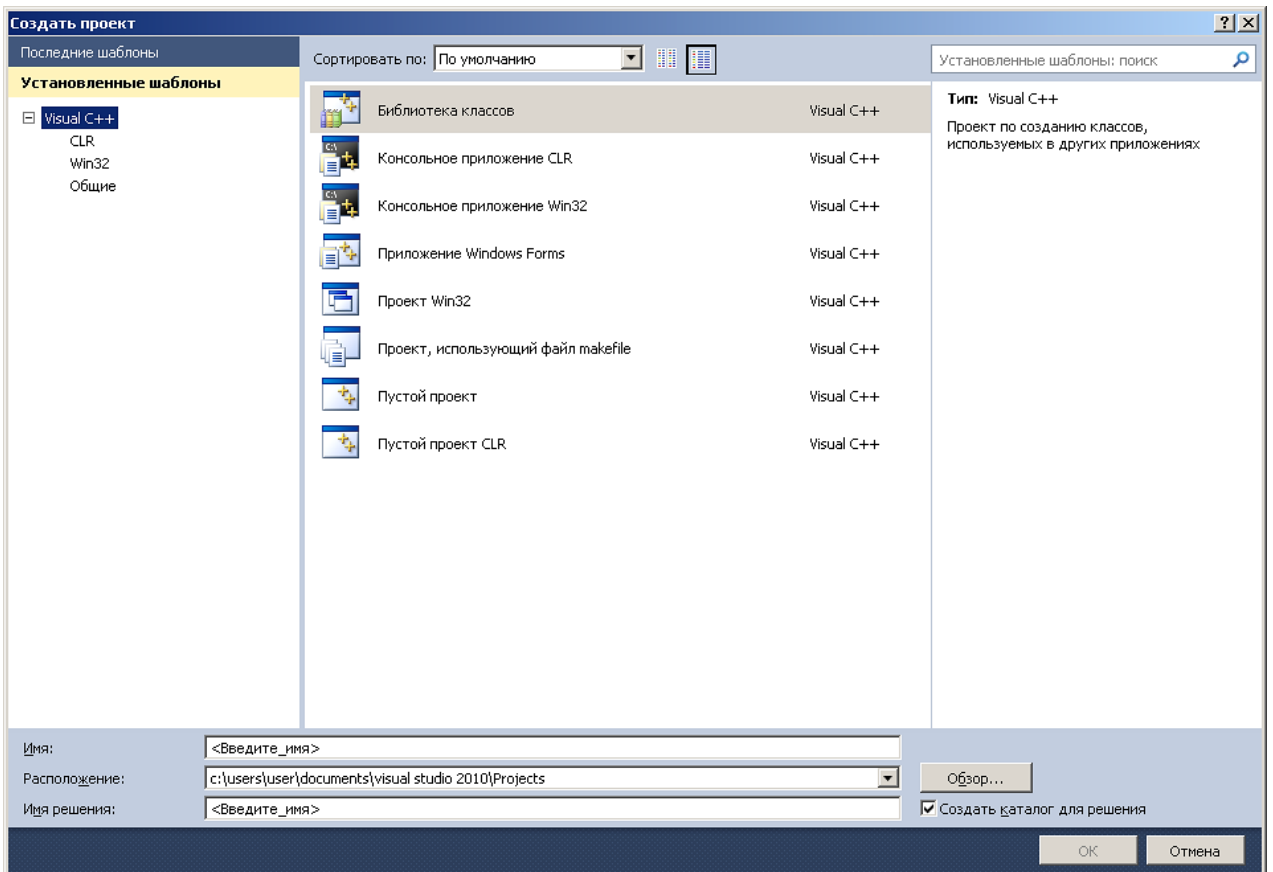 Создать проект
Последние шаблоны
Установленные шаблоны
Visual C++
CLR
Win32
Общие
Сортировать по: По умолчанию
Библиотека классов Visual C++
Консольное приложение CLR Visual C++
Консольное приложение Win32 Visual C++
Приложение Windows Forms Visual C++
Проект Win32 Visual C++
Проект, использующий файл makefile Visual C++
Пустой проект Visual C++
Пустой проект CLR Visual C++
Установленные шаблоны: поиск
Тип: Visual C++
Проект по созданию классов,
используемых в других приложениях
Имя: <Введите_имя>
Расположение: c:\users\user\documents\visual studio 2010\Projects Обзор...
Имя решения: <Введите_имя> Создать каталог для решения
OK Отмена